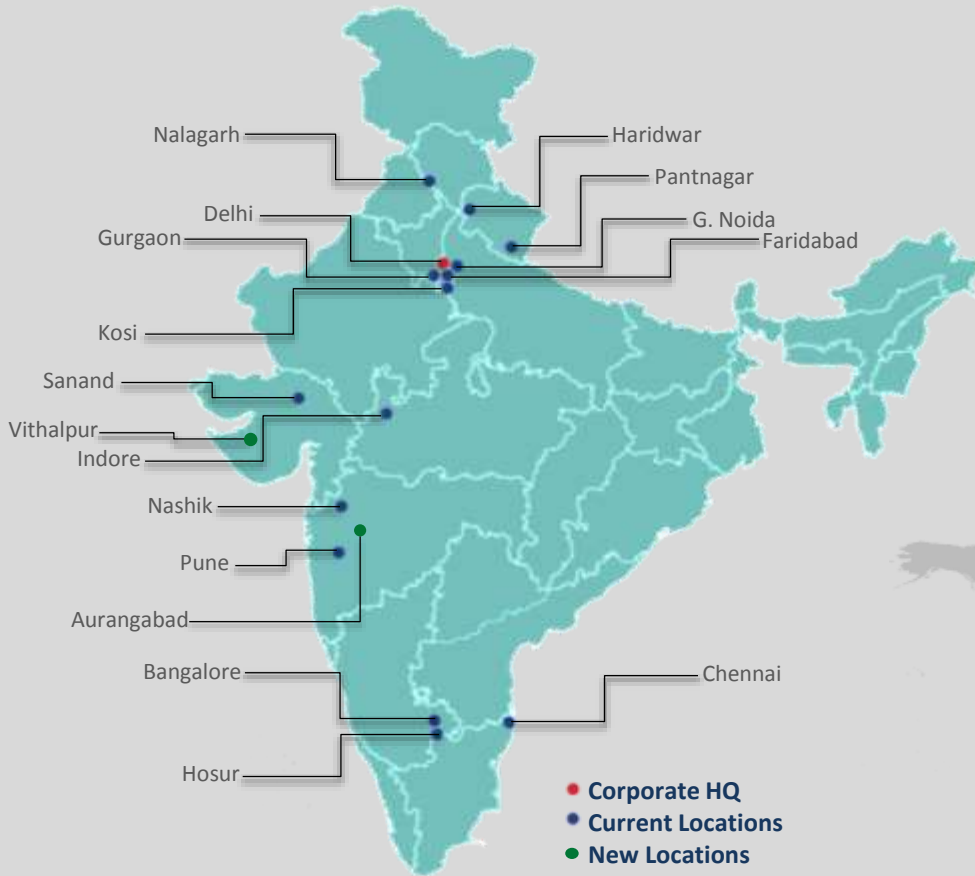 Nalagarh
Haridwar
Pantnagar
Delhi
G. Noida
Gurgaon
Faridabad
Kosi
Sanand
Vithalpur
Indore
Nashik
Pune
Aurangabad
Bangalore
Chennai
Hosur
Corporate HQ
Current Locations
New Locations